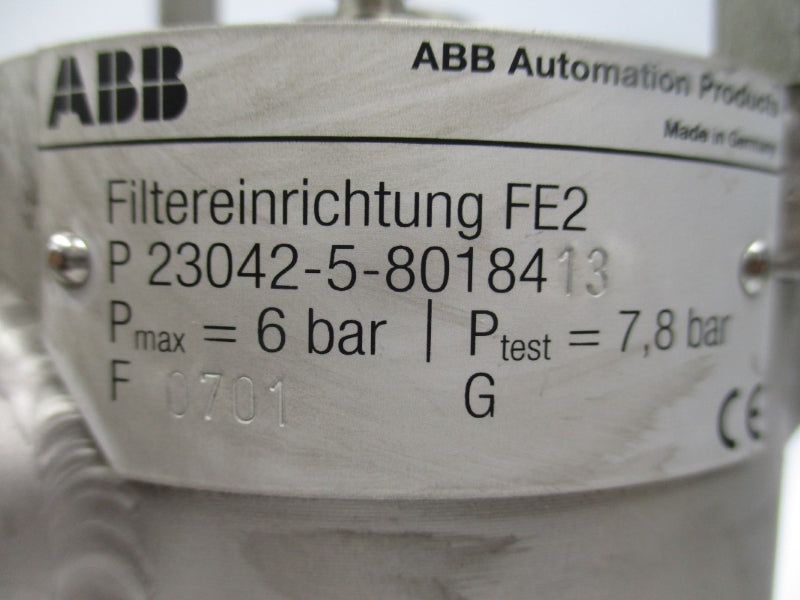 ABB
ABB Automation Products
Made in Germany
Filtereinrichtung FE2
P 23042-5-8018413
Pmax = 6 bar | Ptest = 7,8 bar
F 0701 G
CE